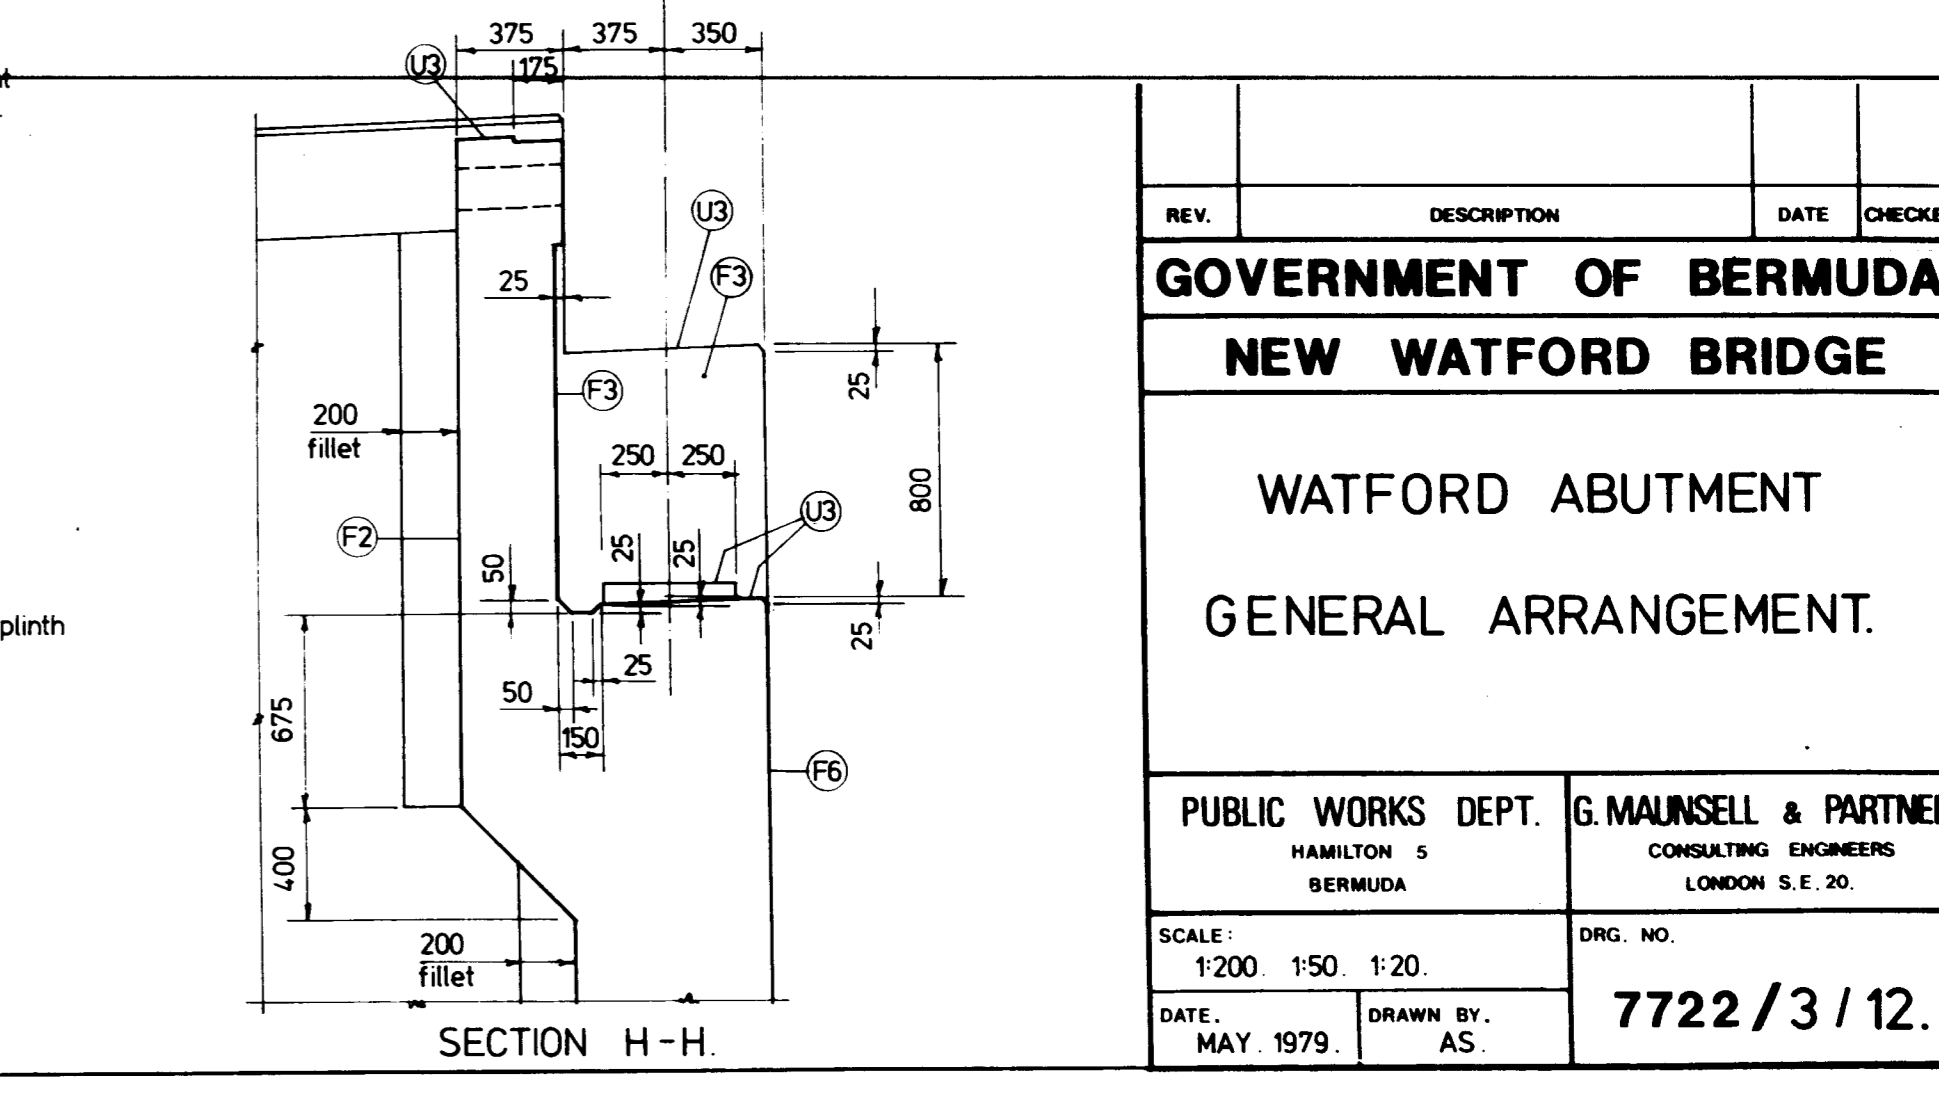 375 375 350
U3 175
t
U3
F3
25
25
F3
200
fillet
250 250
800
U3
F2
50 25 25
25
plinth
25
50
675
150
F6
400
200
fillet
SECTION H-H.
REV. DESCRIPTION DATE CHECKE
GOVERNMENT OF BERMUDA
NEW WATFORD BRIDGE
WATFORD ABUTMENT
GENERAL ARRANGEMENT.
PUBLIC WORKS DEPT.
HAMILTON 5
BERMUDA
G. MAUNSELL & PARTNE
CONSULTING ENGINEERS
LONDON S.E. 20.
SCALE:
1:200. 1:50. 1:20.
DRG. NO.
7722/3/12.
DATE.
MAY. 1979.
DRAWN BY.
AS.